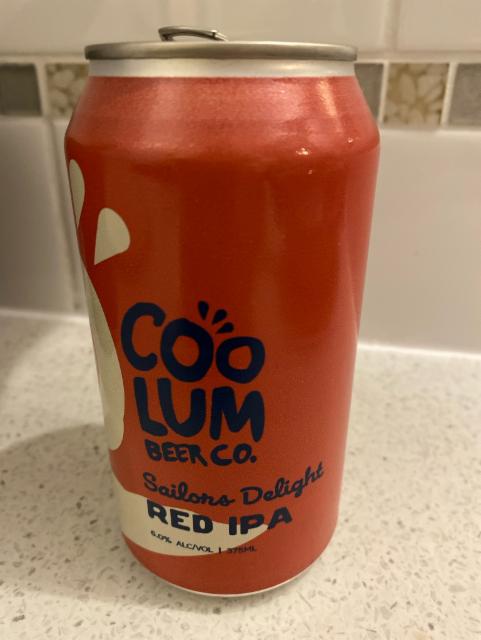 COO
LUM
BEER CO.
Sailors Delight
RED IPA
6.0% ALC/VOL | 375ML